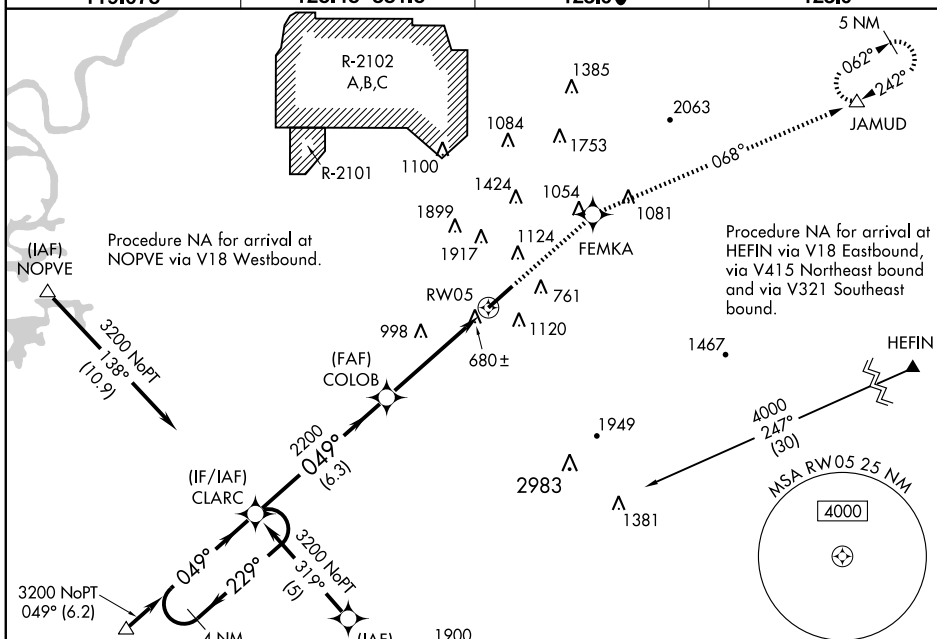 5 NM
062°
242°
JAMUD
R-2102
A,B,C
R-2101
1385
2063
1084
1753
1100
068°
1424
1054
1081
FEMKA
1899
1917
1124
(IAF)
NOPVE
Procedure NA for arrival at
NOPVE via V18 Westbound.
Procedure NA for arrival at
HEFIN via V18 Eastbound,
via V415 Northeast bound
and via V321 Southeast
bound.
RW05
761
998
1120
680±
3200 NoPT
138°
(10.9)
(FAF)
COLOB
1467
HEFIN
4000
247°
(30)
2200
049°
(6.3)
1949
2983
1381
(IF/IAF)
CLARC
MSA RW05 25 NM
4000
049°
229°
3200 NoPT
319°
(5)
3200 NoPT
049° (6.2)
4 NM
(IAF)
1900